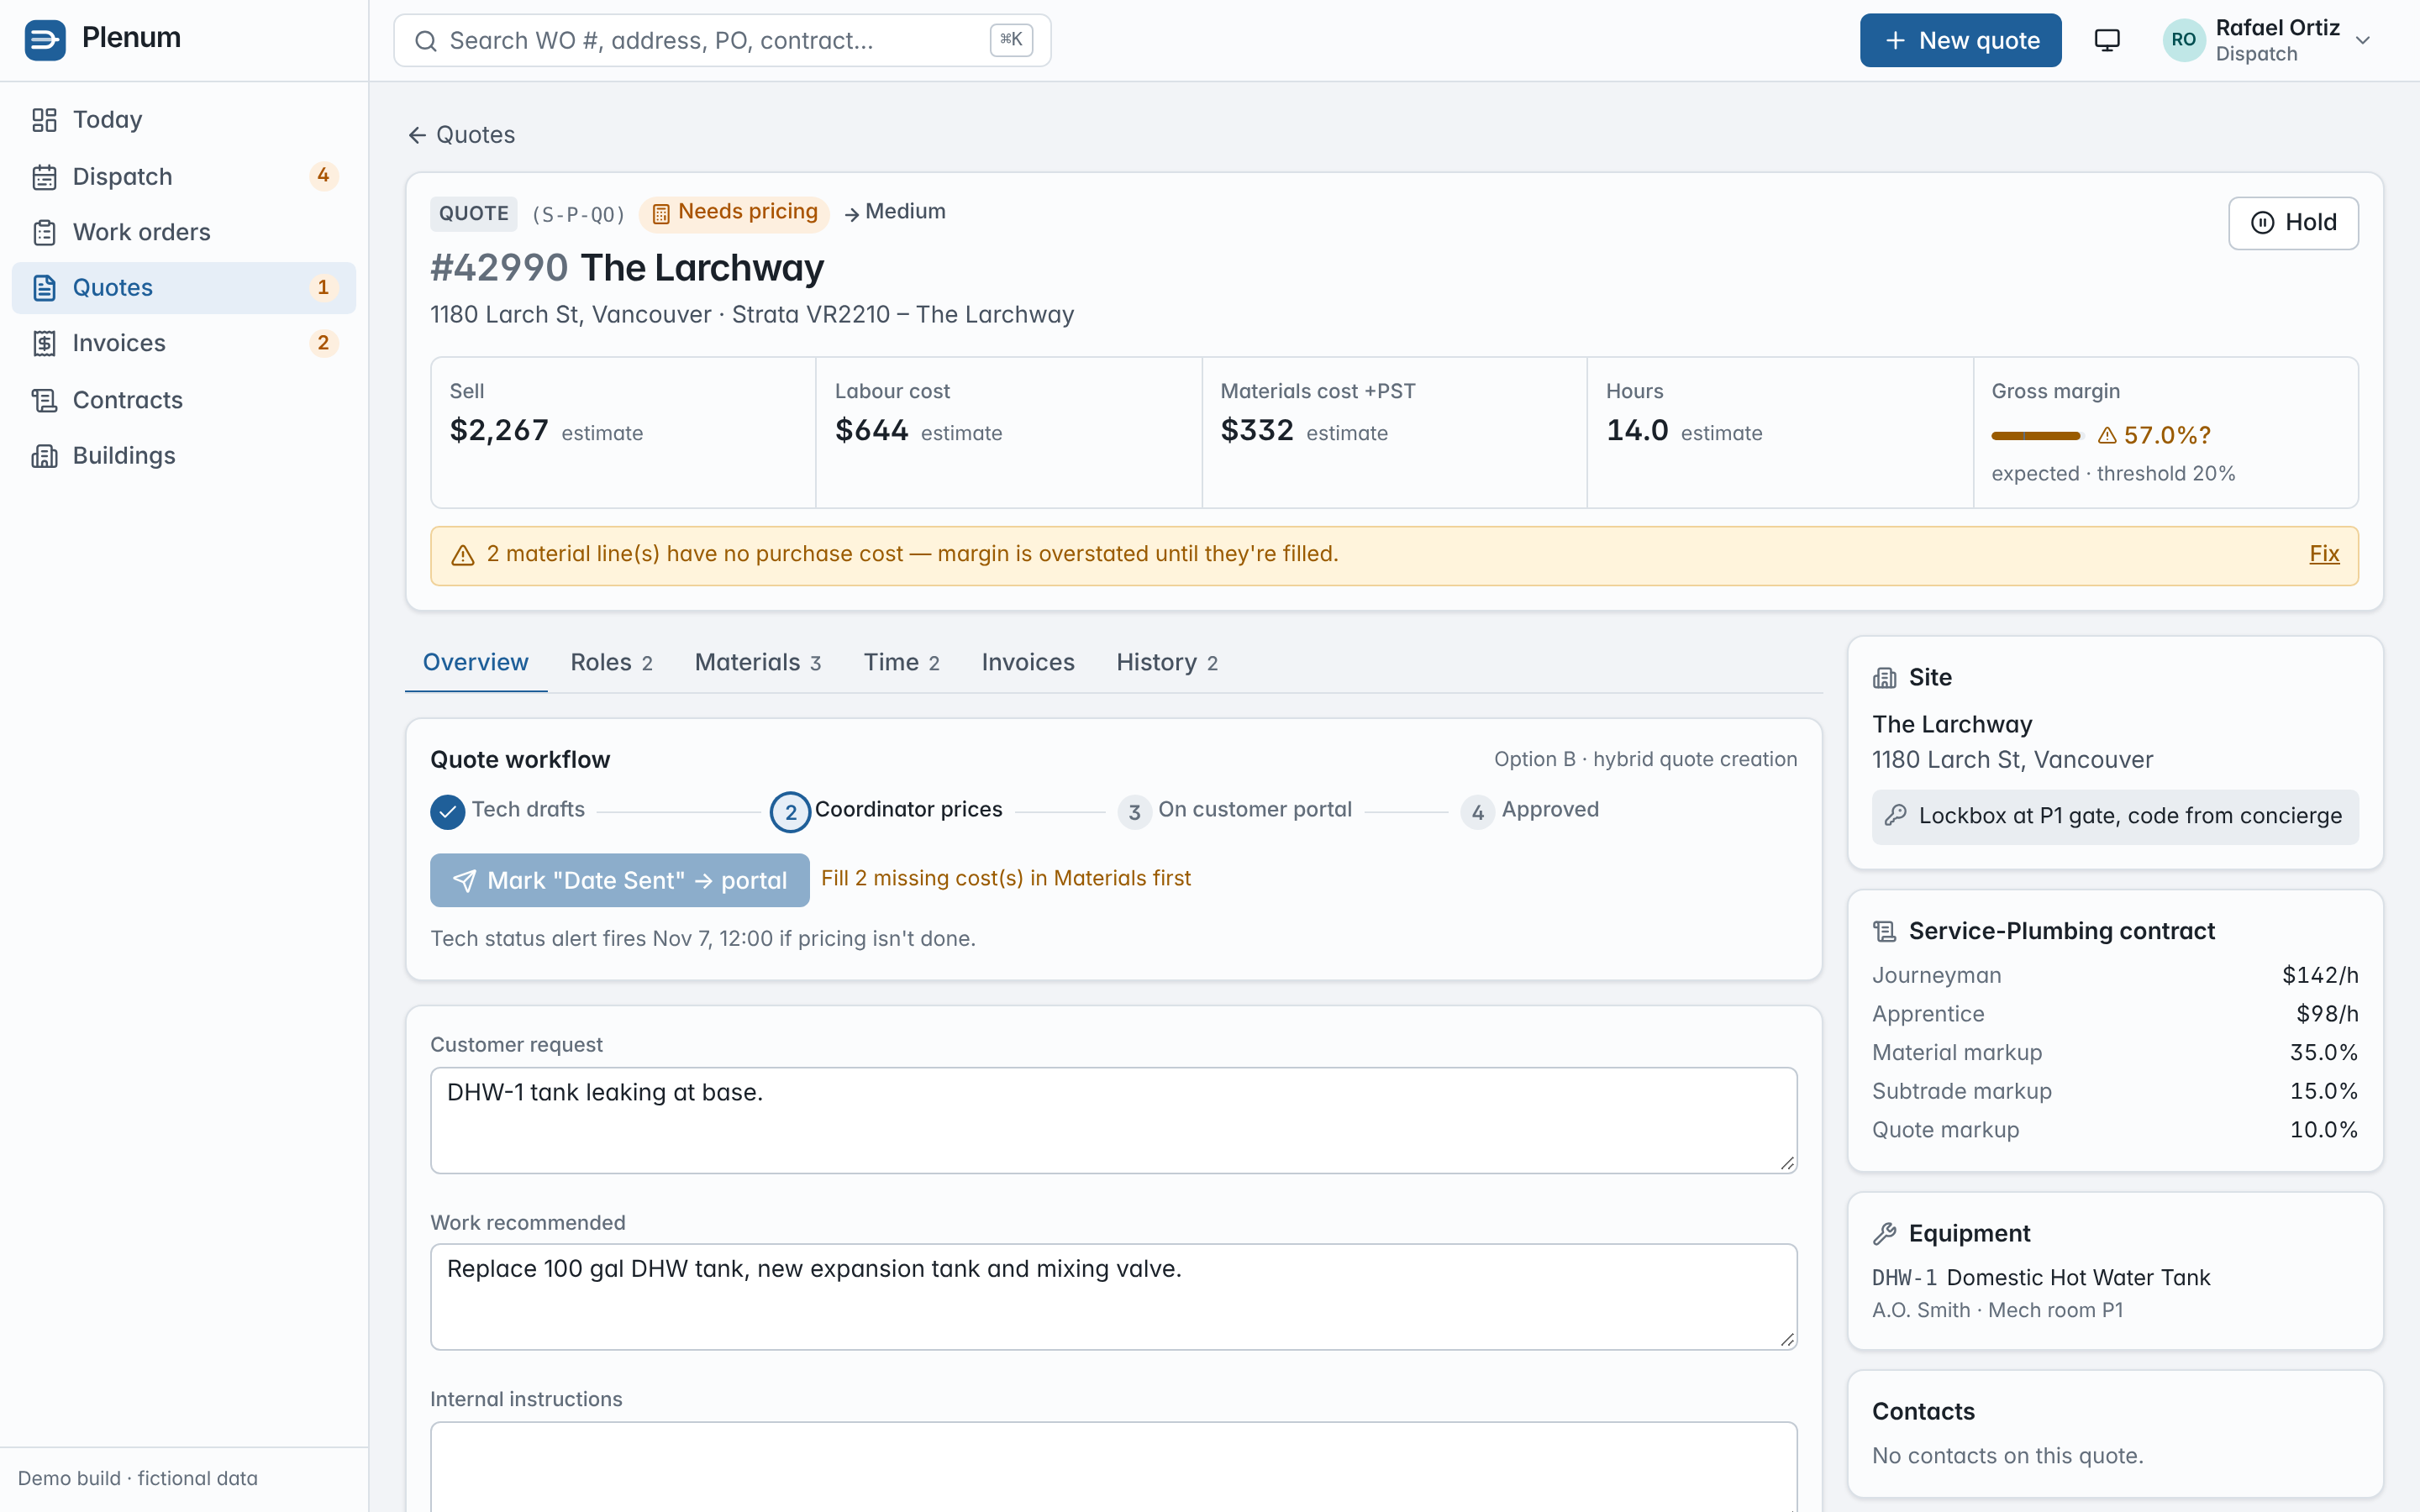 Plenum
Search WO #, address, PO, contract...
⌘K
New quote
RO
Rafael Ortiz
Dispatch
Today
Dispatch 4
Work orders
Quotes 1
Invoices 2
Contracts
Buildings
Demo build · fictional data
← Quotes
QUOTE (S-P-QO) Needs pricing → Medium
Hold
#42990 The Larchway
1180 Larch St, Vancouver · Strata VR2210 – The Larchway
Sell
$2,267 estimate
Labour cost
$644 estimate
Materials cost +PST
$332 estimate
Hours
14.0 estimate
Gross margin
57.0%?
expected · threshold 20%
2 material line(s) have no purchase cost — margin is overstated until they're filled.
Fix
Overview Roles 2 Materials 3 Time 2 Invoices History 2
Quote workflow
Option B · hybrid quote creation
Tech drafts 2 Coordinator prices 3 On customer portal 4 Approved
Mark "Date Sent" → portal
Fill 2 missing cost(s) in Materials first
Tech status alert fires Nov 7, 12:00 if pricing isn't done.
Customer request
DHW-1 tank leaking at base.
Work recommended
Replace 100 gal DHW tank, new expansion tank and mixing valve.
Internal instructions
Site
The Larchway
1180 Larch St, Vancouver
Lockbox at P1 gate, code from concierge
Service-Plumbing contract
Journeyman $142/h
Apprentice $98/h
Material markup 35.0%
Subtrade markup 15.0%
Quote markup 10.0%
Equipment
DHW-1 Domestic Hot Water Tank
A.O. Smith · Mech room P1
Contacts
No contacts on this quote.